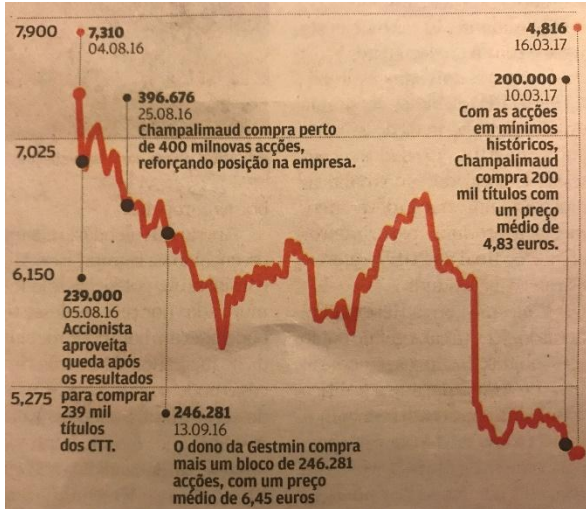 7,900
7,310
04.08.16
4,816
16.03.17
396.676
25.08.16
Champalimaud compra perto
de 400 milnovas acções,
reforçando posição na empresa.
200.000
10.03.17
Com as acções
em mínimos
históricos,
Champalimaud
compra 200
mil títulos com
um preço
médio de
4,83 euros.
7,025
6,150
239.000
05.08.16
Accionista
aproveita
queda após
os resultados
para comprar
239 mil
títulos
dos CTT.
5,275
246.281
13.09.16
O dono da Gestmin compra
mais um bloco de 246.281
acções, com um preço
médio de 6,45 euros